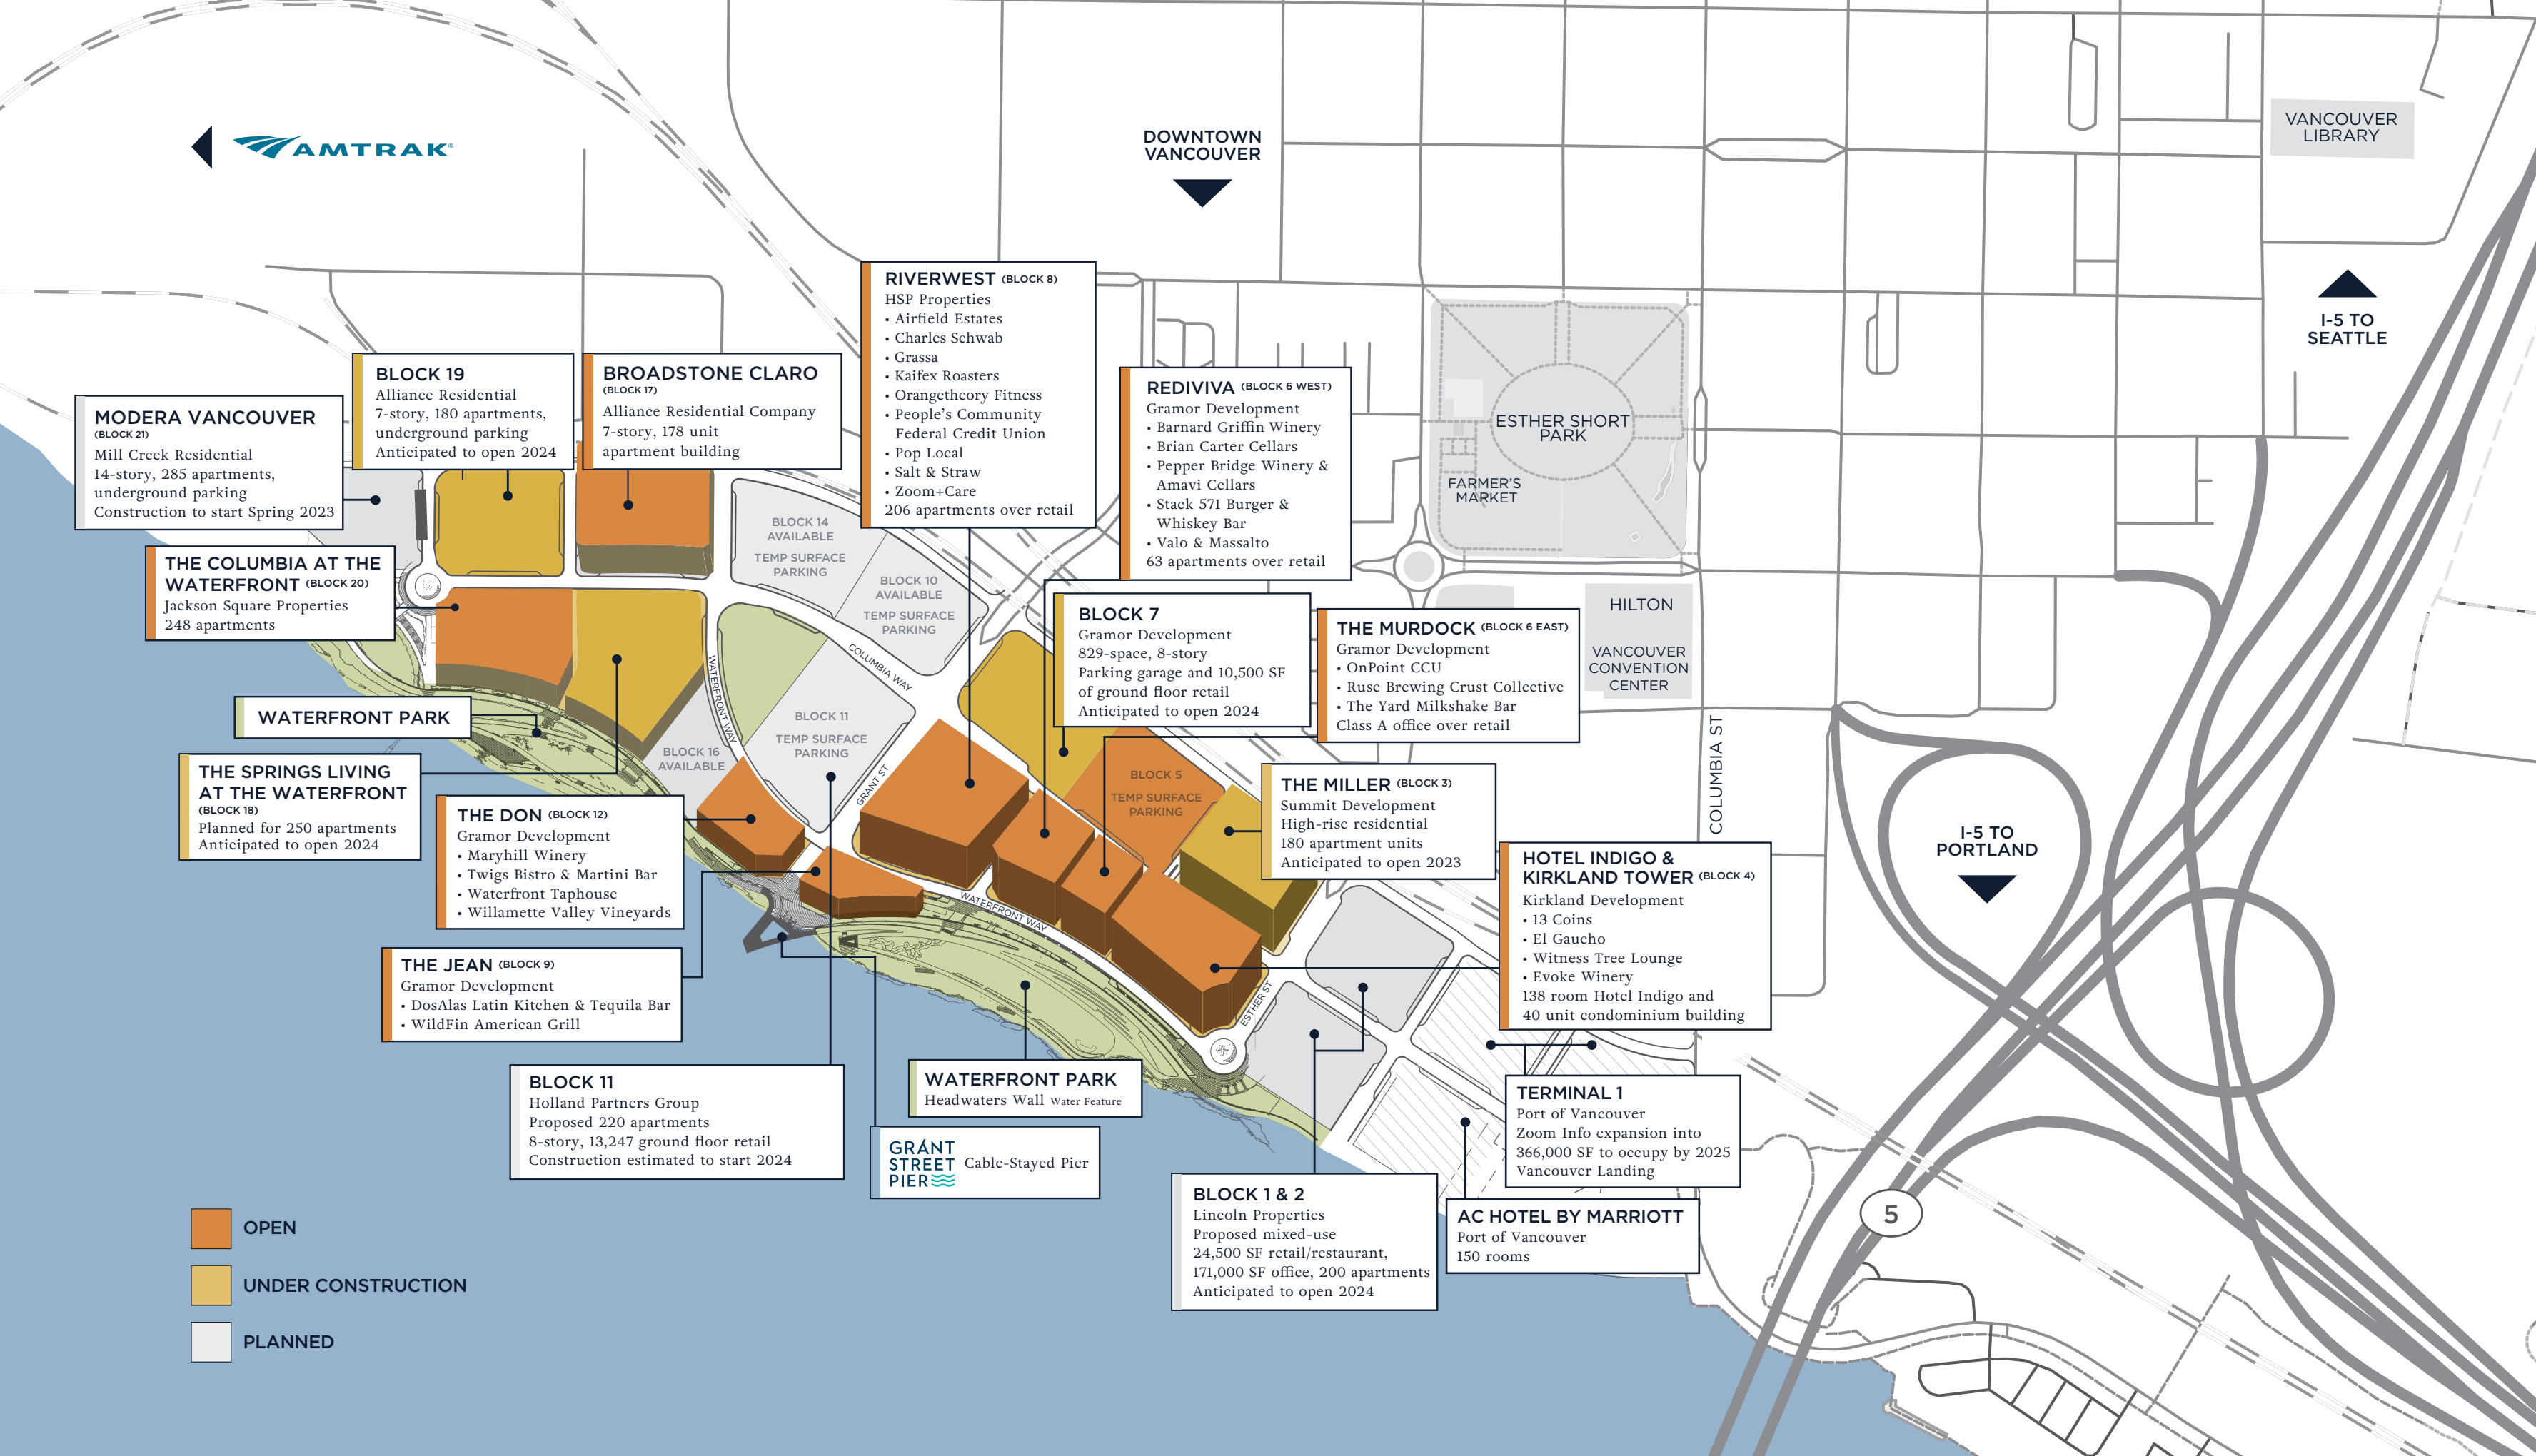 AMTRAK®
DOWNTOWN
VANCOUVER
VANCOUVER
LIBRARY
I-5 TO
SEATTLE
RIVERWEST (BLOCK 8)
HSP Properties
• Airfield Estates
• Charles Schwab
• Grassa
• Kaifex Roasters
• Orangetheory Fitness
• People’s Community
Federal Credit Union
• Pop Local
• Salt & Straw
• Zoom+Care
206 apartments over retail
BLOCK 19
Alliance Residential
7-story, 180 apartments,
underground parking
Anticipated to open 2024
BROADSTONE CLARO
(BLOCK 17)
Alliance Residential Company
7-story, 178 unit
apartment building
REDIVIVA (BLOCK 6 WEST)
Gramor Development
• Barnard Griffin Winery
• Brian Carter Cellars
• Pepper Bridge Winery &
Amavi Cellars
• Stack 571 Burger &
Whiskey Bar
• Valo & Massalto
63 apartments over retail
MODERA VANCOUVER
(BLOCK 21)
Mill Creek Residential
14-story, 285 apartments,
underground parking
Construction to start Spring 2023
ESTHER SHORT
PARK
FARMER’S
MARKET
BLOCK 14
AVAILABLE
TEMP SURFACE
PARKING
BLOCK 10
AVAILABLE
TEMP SURFACE
PARKING
THE COLUMBIA AT THE
WATERFRONT (BLOCK 20)
Jackson Square Properties
248 apartments
BLOCK 7
Gramor Development
829-space, 8-story
Parking garage and 10,500 SF
of ground floor retail
Anticipated to open 2024
THE MURDOCK (BLOCK 6 EAST)
Gramor Development
• OnPoint CCU
• Ruse Brewing Crust Collective
• The Yard Milkshake Bar
Class A office over retail
HILTON
VANCOUVER
CONVENTION
CENTER
COLUMBIA WAY
WATERFRONT WAY
BLOCK 11
TEMP SURFACE
PARKING
WATERFRONT PARK
BLOCK 16
AVAILABLE
GRANT ST
COLUMBIA ST
THE SPRINGS LIVING
AT THE WATERFRONT
(BLOCK 18)
Planned for 250 apartments
Anticipated to open 2024
BLOCK 5
TEMP SURFACE
PARKING
THE MILLER (BLOCK 3)
Summit Development
High-rise residential
180 apartment units
Anticipated to open 2023
I-5 TO
PORTLAND
THE DON (BLOCK 12)
Gramor Development
• Maryhill Winery
• Twigs Bistro & Martini Bar
• Waterfront Taphouse
• Willamette Valley Vineyards
HOTEL INDIGO &
KIRKLAND TOWER (BLOCK 4)
Kirkland Development
• 13 Coins
• El Gaucho
• Witness Tree Lounge
• Evoke Winery
138 room Hotel Indigo and
40 unit condominium building
WATERFRONT WAY
ESTHER ST
THE JEAN (BLOCK 9)
Gramor Development
• DosAlas Latin Kitchen & Tequila Bar
• WildFin American Grill
BLOCK 11
Holland Partners Group
Proposed 220 apartments
8-story, 13,247 ground floor retail
Construction estimated to start 2024
WATERFRONT PARK
Headwaters Wall Water Feature
TERMINAL 1
Port of Vancouver
Zoom Info expansion into
366,000 SF to occupy by 2025
Vancouver Landing
GRANT
STREET
PIER
Cable-Stayed Pier
BLOCK 1 & 2
Lincoln Properties
Proposed mixed-use
24,500 SF retail/restaurant,
171,000 SF office, 200 apartments
Anticipated to open 2024
AC HOTEL BY MARRIOTT
Port of Vancouver
150 rooms
5
OPEN
UNDER CONSTRUCTION
PLANNED